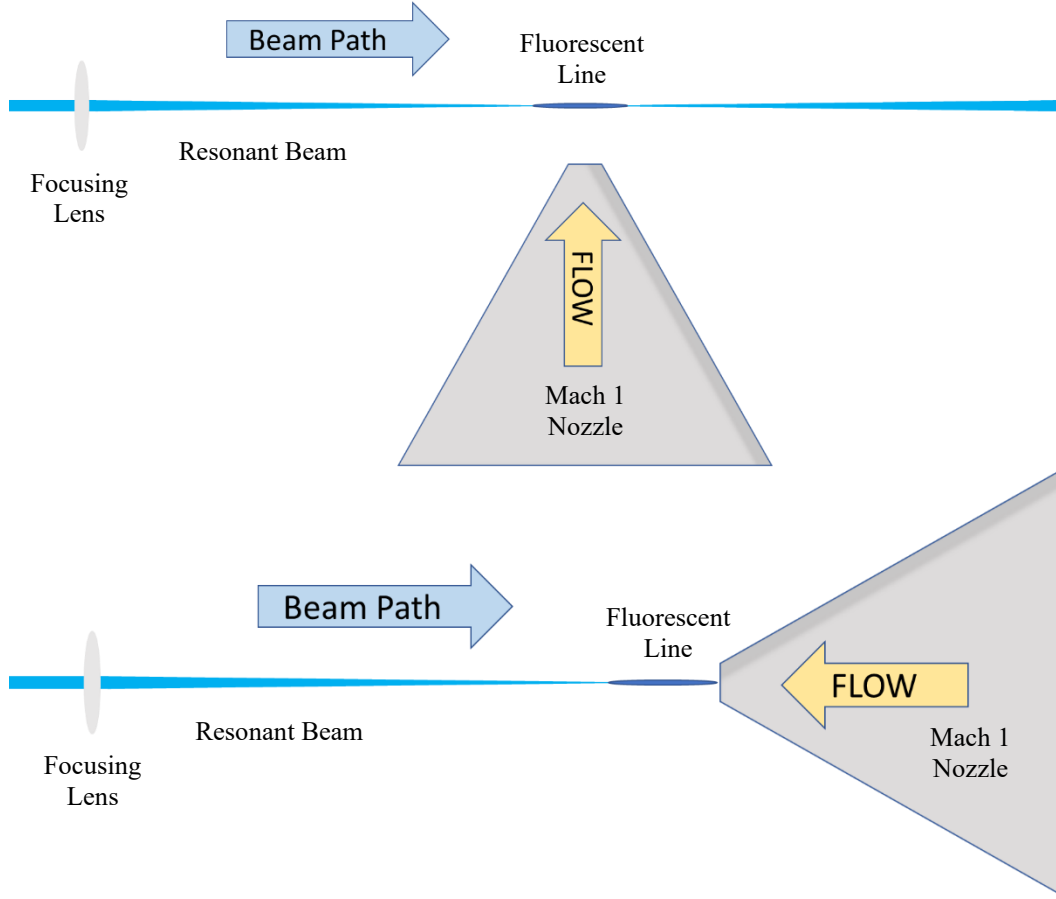 Beam Path
Fluorescent
Line
Resonant Beam
Focusing
Lens
FLOW
Mach 1
Nozzle
Beam Path
Fluorescent
Line
FLOW
Resonant Beam
Mach 1
Nozzle
Focusing
Lens